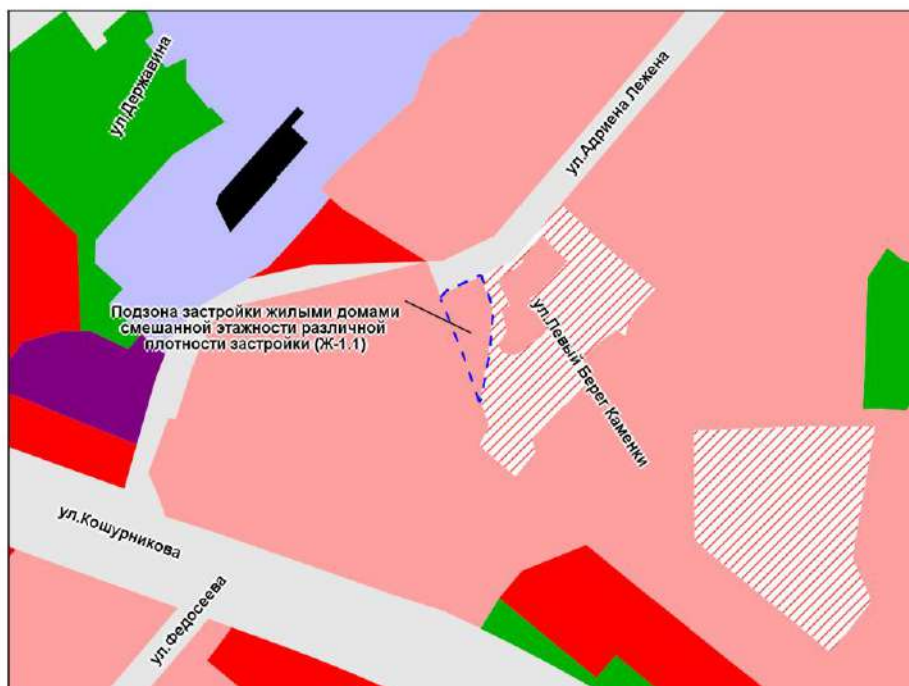 ул.Державина
ул.Адриена Лежена
Подзона застройки жилыми домами
смешанной этажности различной
плотности застройки (Ж-1.1)
ул.Левый Берег Каменки
ул.Кошурникова
ул.Федосеева